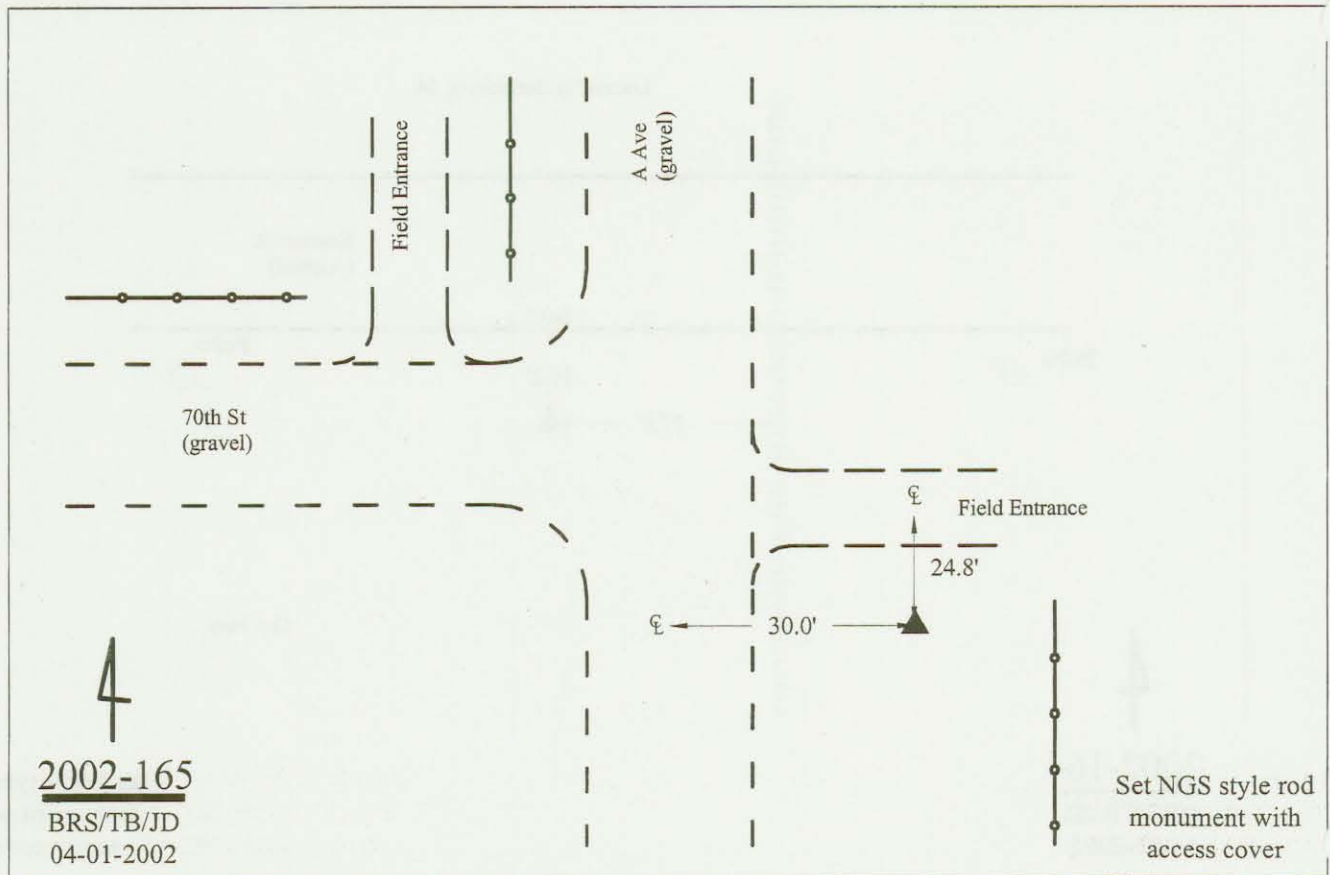 Field Entrance
A Ave
(gravel)
70th St
(gravel)
℄
Field Entrance
24.8'
℄
30.0'
2002-165
BRS/TB/JD
04-01-2002
Set NGS style rod
monument with
access cover